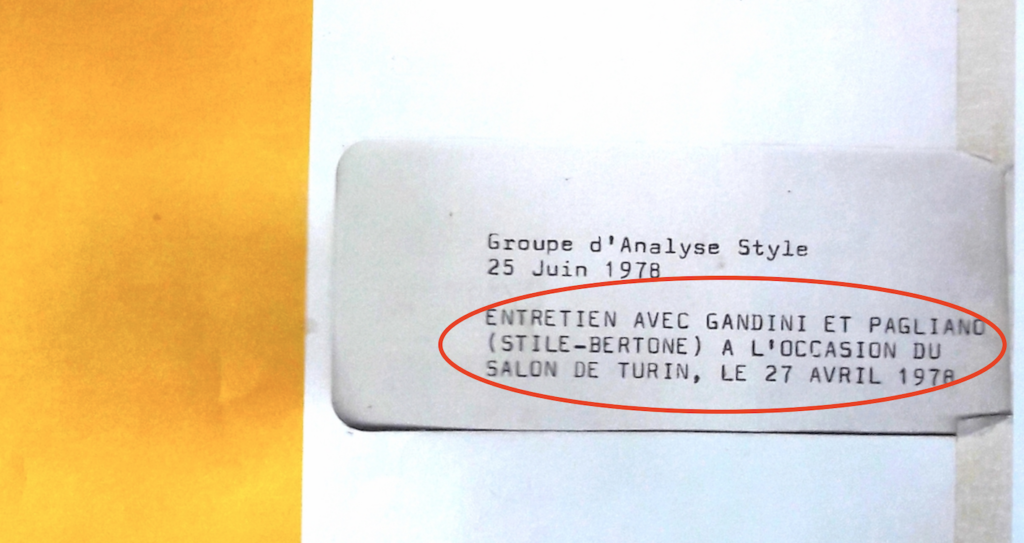 Groupe d'Analyse Style
25 Juin 1978
ENTRETIEN AVEC GANDINI ET PAGLIANO
(STILE-BERTONE) A L'OCCASION DU
SALON DE TURIN, LE 27 AVRIL 1978